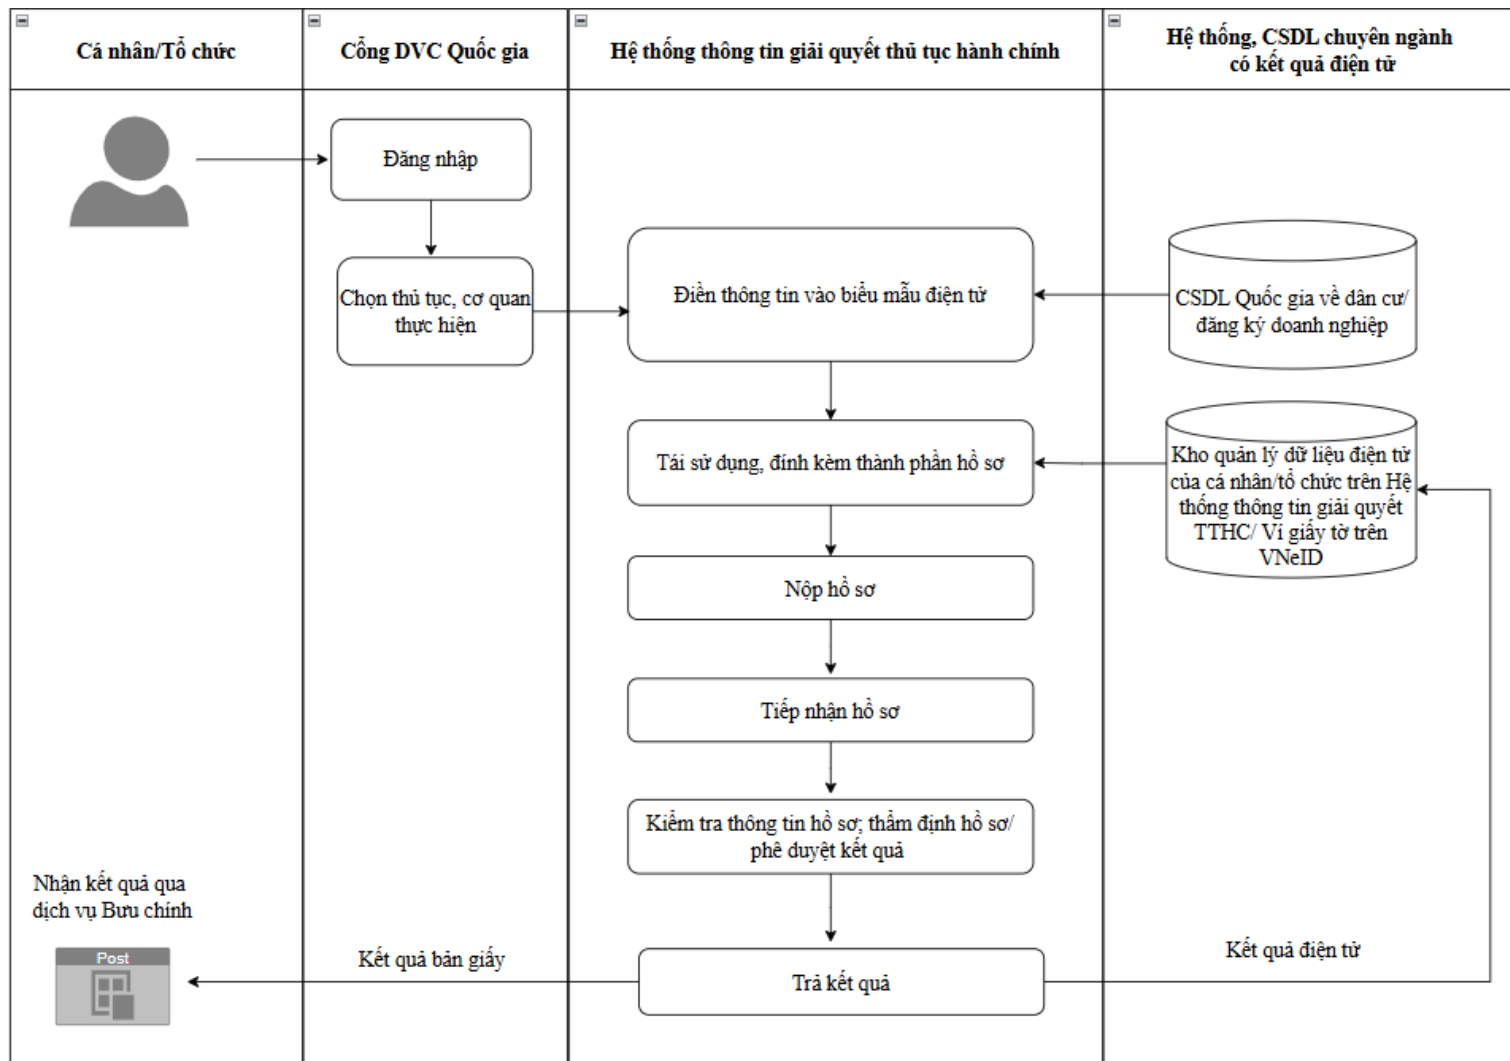 Cá nhân/Tổ chức
Cổng DVC Quốc gia
Hệ thống thông tin giải quyết thủ tục hành chính
Hệ thống, CSDL chuyên ngành
có kết quả điện tử
Đăng nhập
Chọn thủ tục, cơ quan
thực hiện
Điền thông tin vào biểu mẫu điện tử
CSDL Quốc gia về dân cư/
đăng ký doanh nghiệp
Tái sử dụng, đính kèm thành phần hồ sơ
Kho quản lý dữ liệu điện tử
của cá nhân/tổ chức trên Hệ
thống thông tin giải quyết
TTHC/ Ví giấy tờ trên
VNeID
Nộp hồ sơ
Tiếp nhận hồ sơ
Kiểm tra thông tin hồ sơ; thẩm định hồ sơ/
phê duyệt kết quả
Nhận kết quả qua
dịch vụ Bưu chính
Post
Kết quả bản giấy
Trả kết quả
Kết quả điện tử